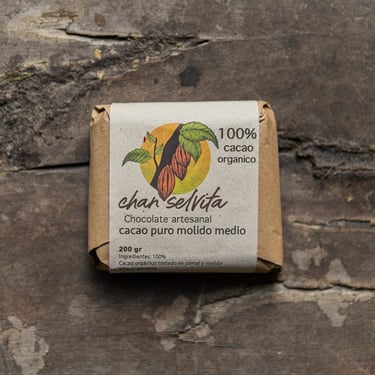 100%
cacao
organico
chan selvita
Chocolate artesanal
cacao puro molido medio
200 gr
Ingredientes: 100%
Cacao orgánico tostado en comal y molido